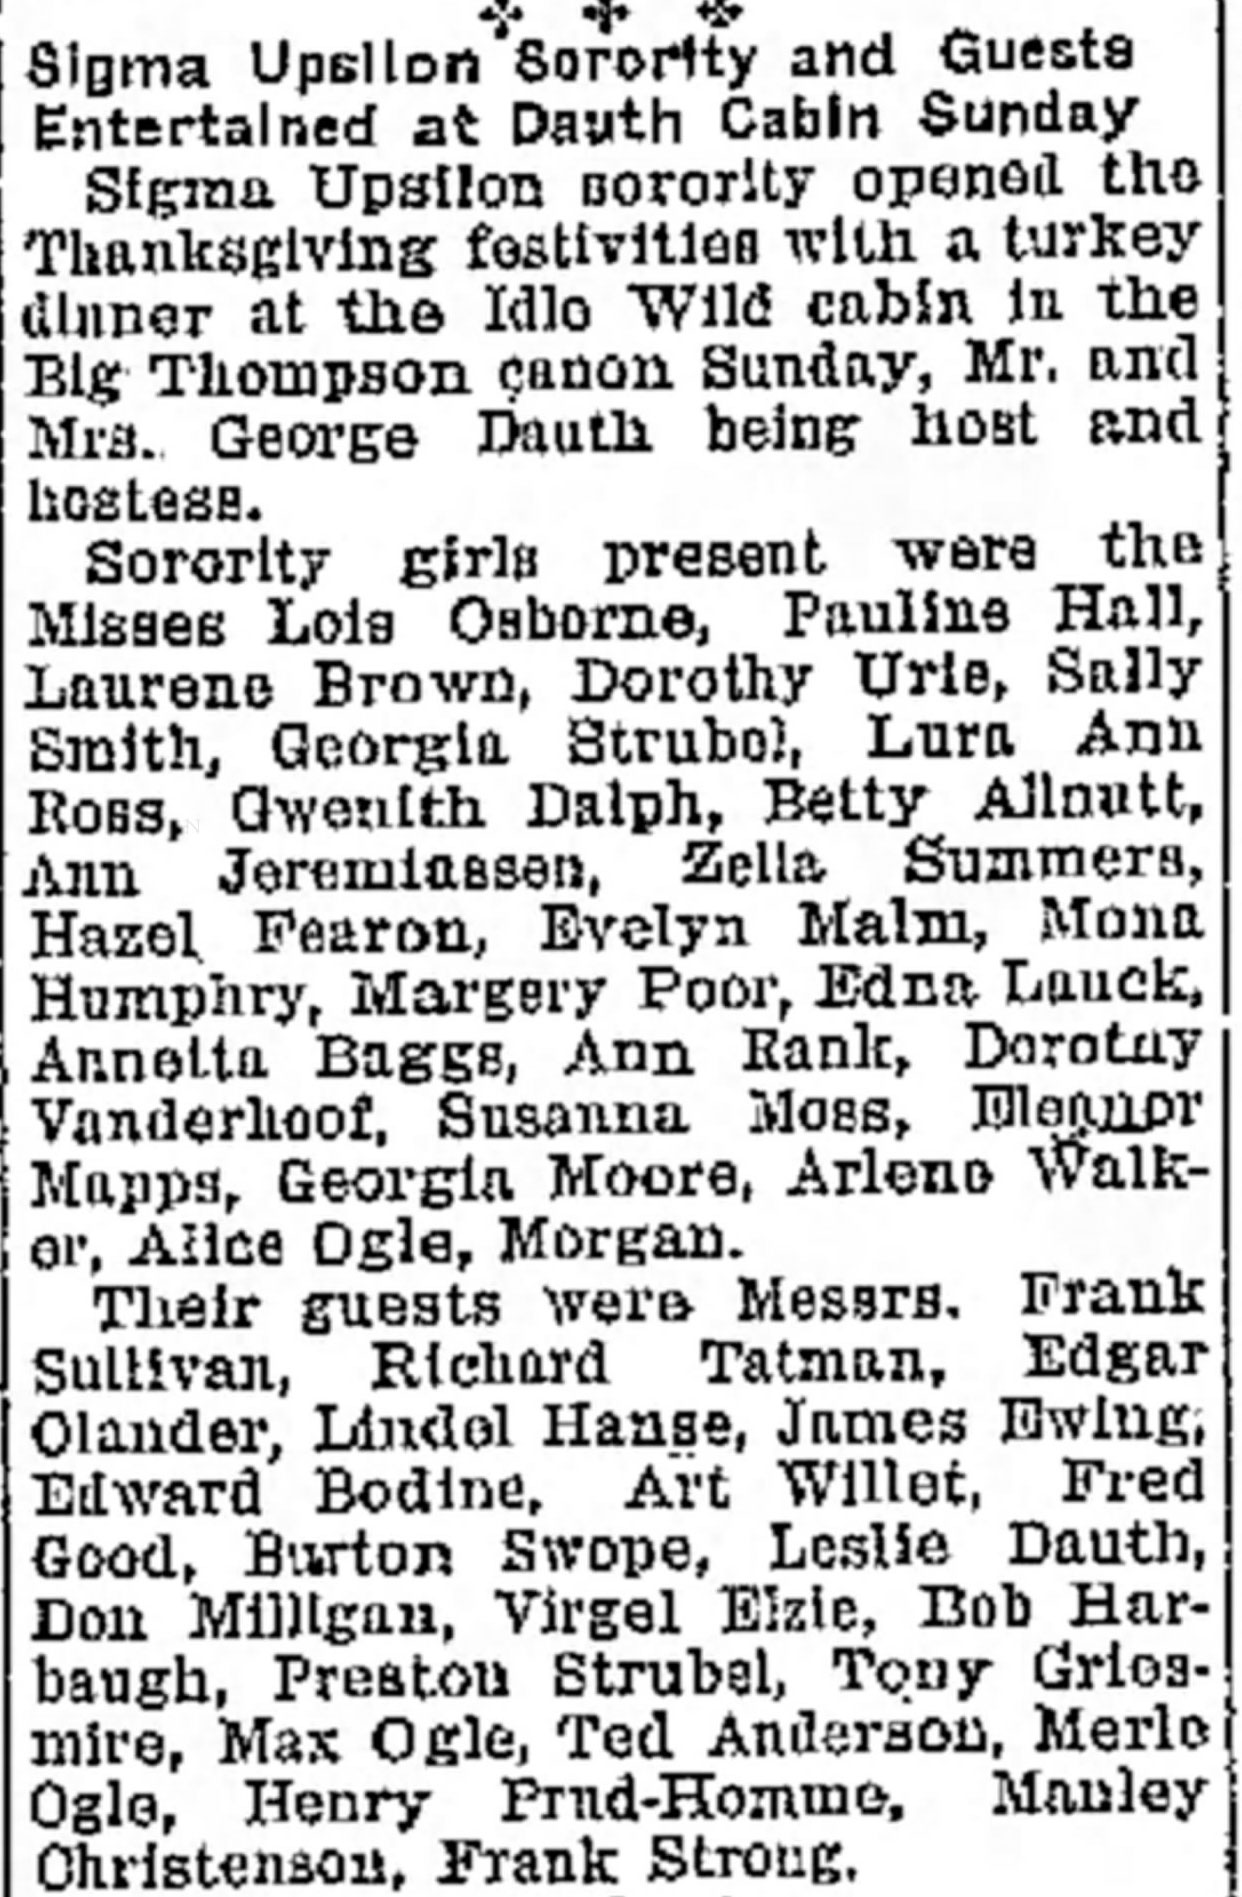 Sigma Upsilon Sorority and Guests
Entertained at Dauth Cabin Sunday
Sigma Upsilon sorority opened the
Thanksgiving festivities with a turkey
dinner at the Idle Wild cabin in the
Big Thompson canon Sunday, Mr. and
Mrs. George Dauth being host and
hostess.
Sorority girls present were the
Misses Lois Osborne, Pauline Hall,
Laurene Brown, Dorothy Urie, Sally
Smith, Georgia Strubel, Lura Ann
Ross, Gwenith Dalph, Betty Allnutt,
Ann Jeremiassen, Zella Summers,
Hazel Fearon, Evelyn Malm, Mona
Humphry, Margery Poor, Edna Lauck,
Annetta Baggs, Ann Rank, Dorothy
Vanderhoof, Susanna Moss, Eleanor
Mapps, Georgia Moore, Arlene Walk-
er, Alice Ogle, Morgan.
Their guests were Messrs. Frank
Sullivan, Richard Tatman, Edgar
Olander, Lindel Hanse, James Ewing,
Edward Bodine, Art Willet, Fred
Good, Burton Swope, Leslie Dauth,
Don Milligan, Virgel Elzie, Bob Har-
baugh, Preston Strubel, Tony Gries-
mire, Max Ogle, Ted Anderson, Merle
Ogle, Henry Prud-Homme, Manley
Christenson, Frank Strong.